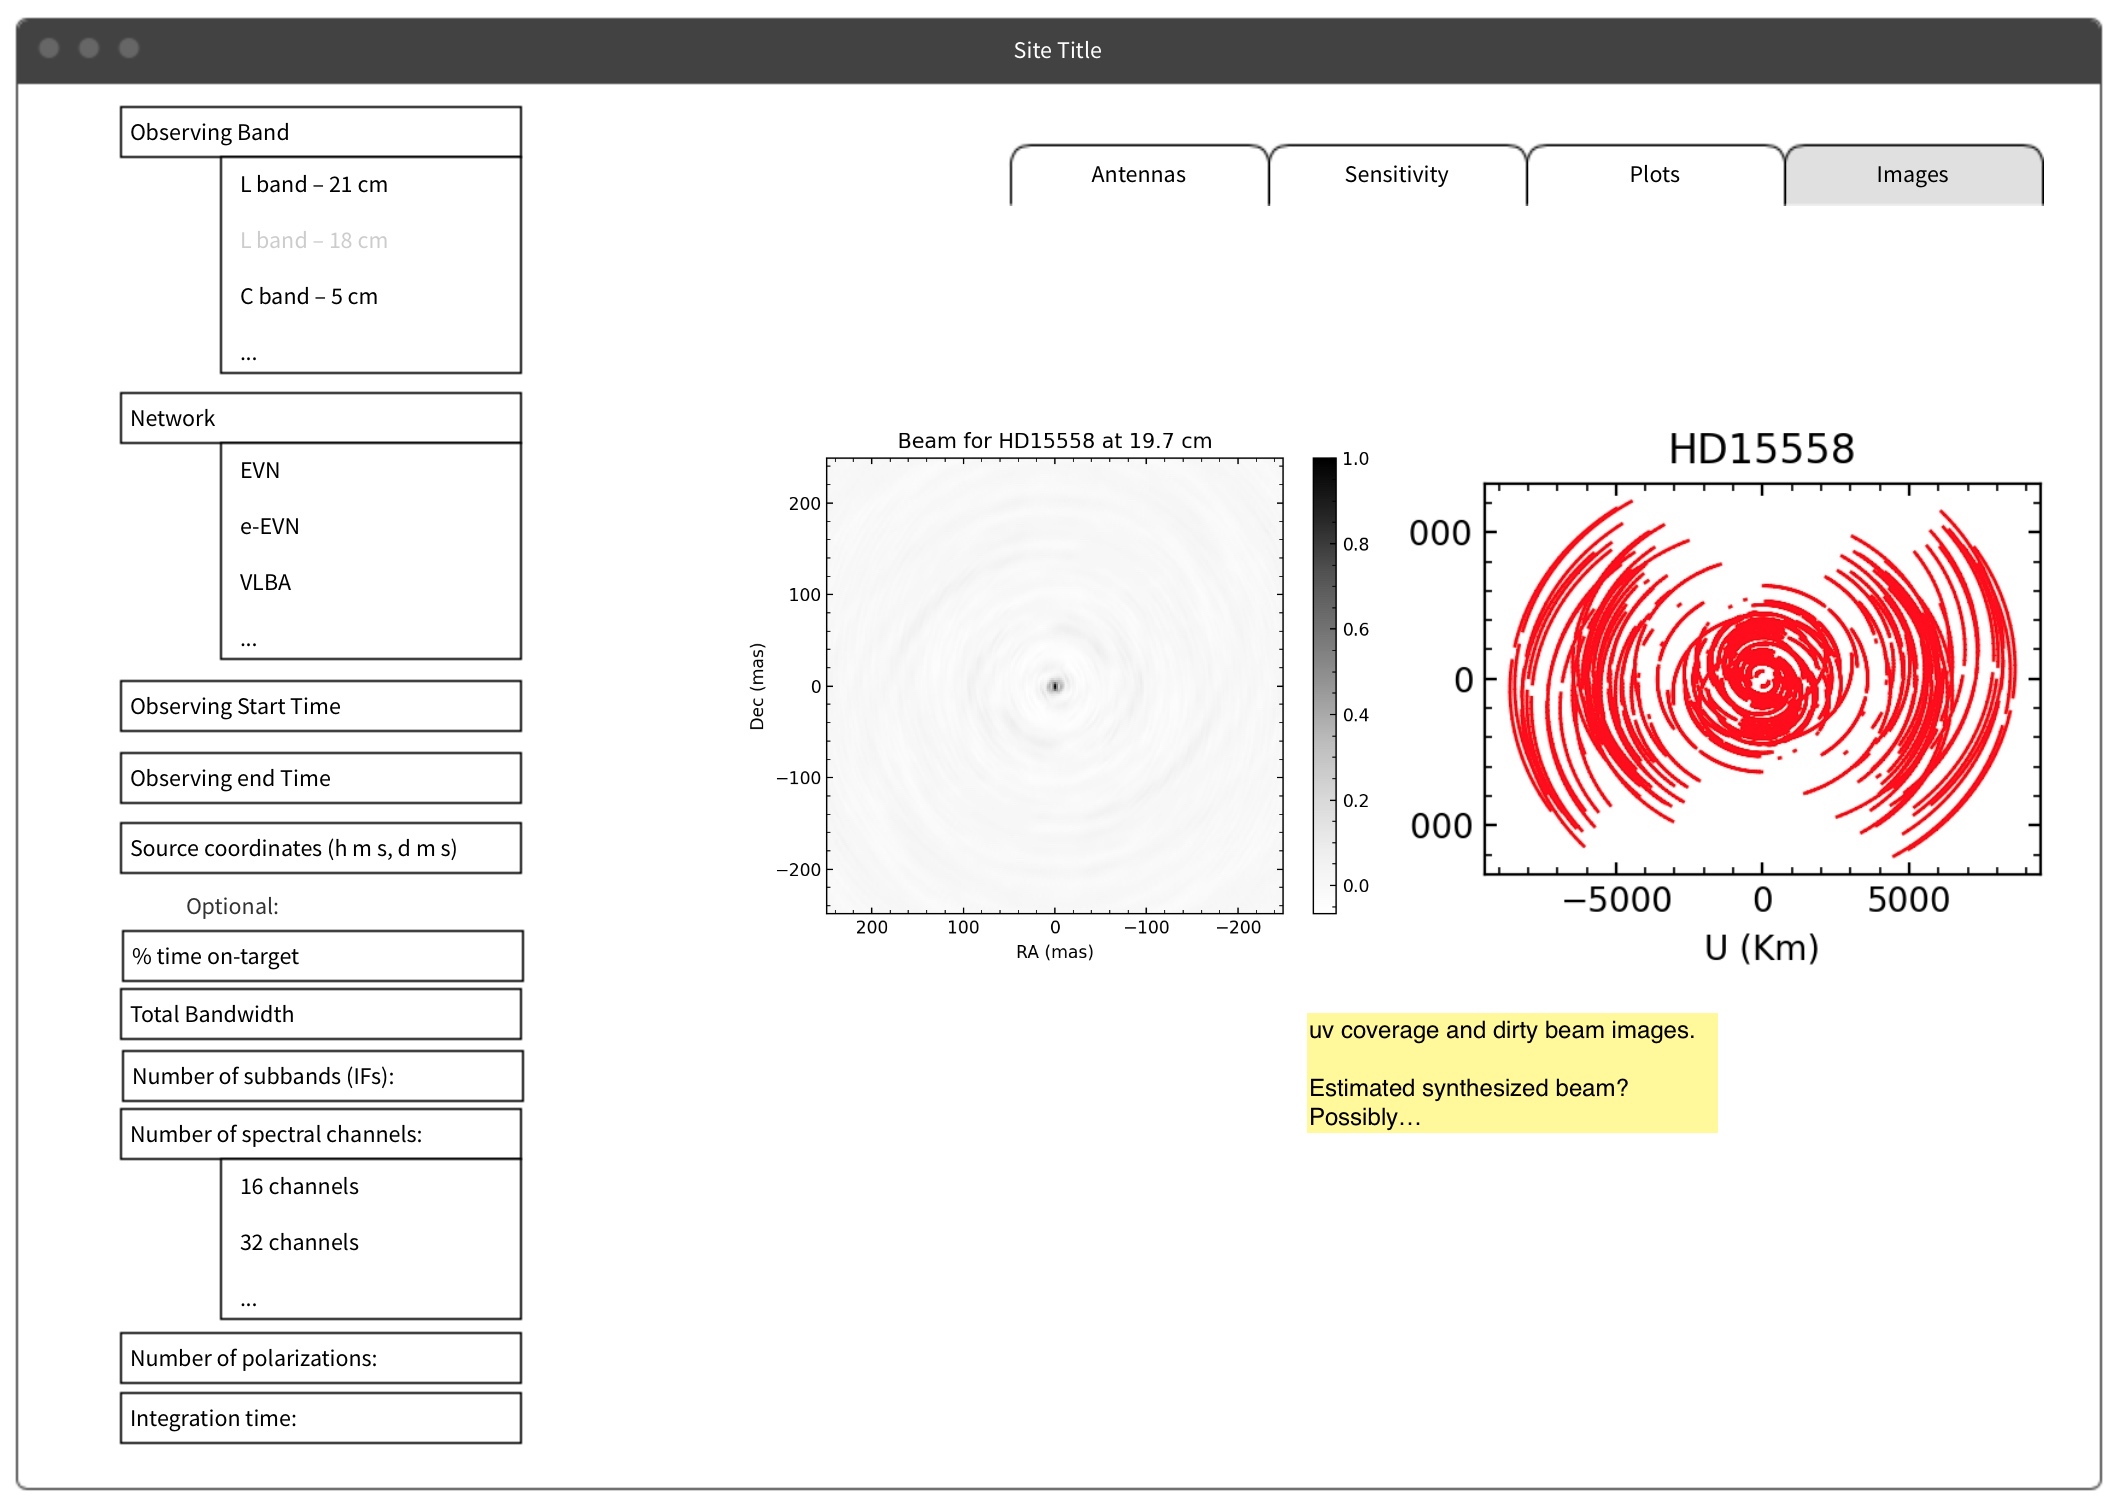 Site Title
Observing Band
L band – 21 cm
L band – 18 cm
C band – 5 cm
...
Network
EVN
e-EVN
VLBA
...
Observing Start Time
Observing end Time
Source coordinates (h m s, d m s)
Optional:
% time on-target
Total Bandwidth
Number of subbands (IFs):
Number of spectral channels:
16 channels
32 channels
...
Number of polarizations:
Integration time:
Antennas
Sensitivity
Plots
Images
Beam for HD15558 at 19.7 cm
200
100
0
−100
−200
Dec (mas)
200 100 0 −100 −200
RA (mas)
1.0
0.8
0.6
0.4
0.2
0.0
HD15558
000
0
000
−5000 0 5000
U (Km)
uv coverage and dirty beam images.
Estimated synthesized beam?
Possibly…